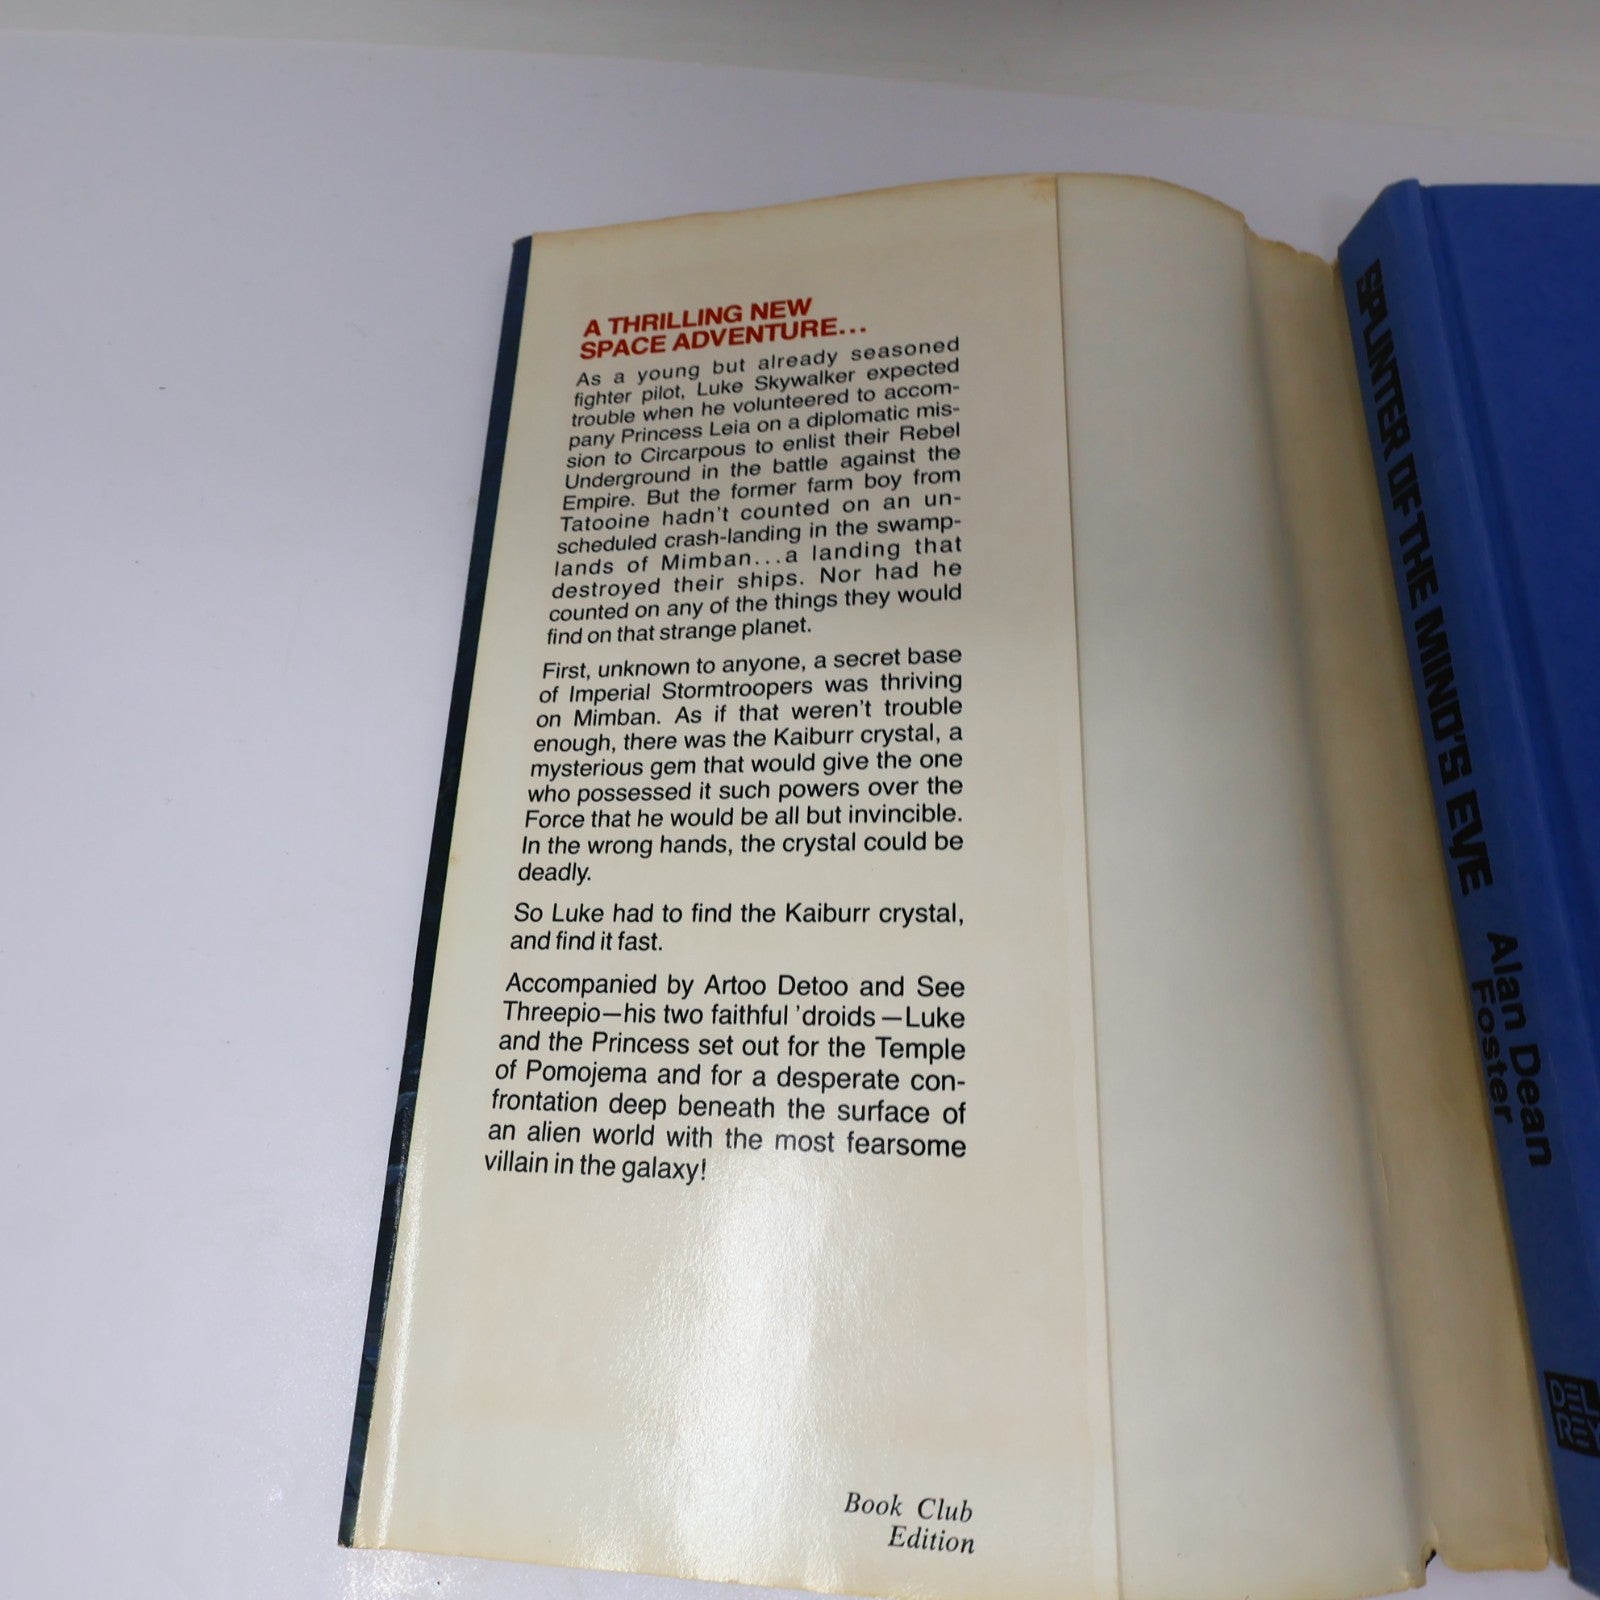 A THRILLING NEW
SPACE ADVENTURE...
As a young but already seasoned
fighter pilot, Luke Skywalker expected
trouble when he volunteered to accom-
pany Princess Leia on a diplomatic mis-
sion to Circarpous to enlist their Rebel
Underground in the battle against the
Empire. But the former farm boy from
Tatooine hadn't counted on an un-
scheduled crash-landing in the swamp-
lands of Mimban...a landing that
destroyed their ships. Nor had he
counted on any of the things they would
find on that strange planet.
First, unknown to anyone, a secret base
of Imperial Stormtroopers was thriving
on Mimban. As if that weren't trouble
enough, there was the Kaiburr crystal, a
mysterious gem that would give the one
who possessed it such powers over the
Force that he would be all but invincible.
In the wrong hands, the crystal could be
deadly.
So Luke had to find the Kaiburr crystal,
and find it fast.
Accompanied by Artoo Detoo and See
Threepio—his two faithful 'droids—Luke
and the Princess set out for the Temple
of Pomojema and for a desperate con-
frontation deep beneath the surface of
an alien world with the most fearsome
villain in the galaxy!
Book Club
Edition
SPLINTER OF THE MIND'S EYE
Alan Dean
Foster
DEL
REY